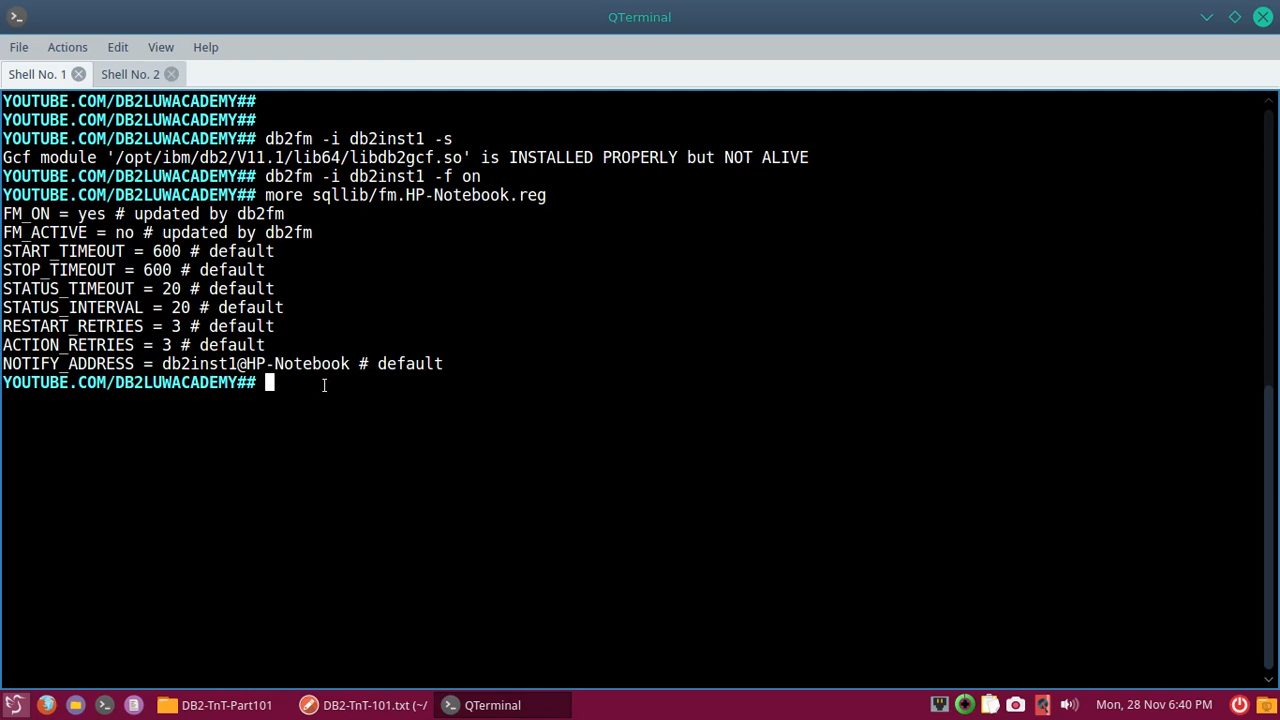 QTerminal
File Actions Edit View Help
Shell No. 1 Shell No. 2
YOUTUBE.COM/DB2LUWACADEMY##
YOUTUBE.COM/DB2LUWACADEMY##
YOUTUBE.COM/DB2LUWACADEMY## db2fm -i db2inst1 -s
Gcf module '/opt/ibm/db2/V11.1/lib64/libdb2gcf.so' is INSTALLED PROPERLY but NOT ALIVE
YOUTUBE.COM/DB2LUWACADEMY## db2fm -i db2inst1 -f on
YOUTUBE.COM/DB2LUWACADEMY## more sqllib/fm.HP-Notebook.reg
FM_ON = yes # updated by db2fm
FM_ACTIVE = no # updated by db2fm
START_TIMEOUT = 600 # default
STOP_TIMEOUT = 600 # default
STATUS_TIMEOUT = 20 # default
STATUS_INTERVAL = 20 # default
RESTART_RETRIES = 3 # default
ACTION_RETRIES = 3 # default
NOTIFY_ADDRESS = db2inst1@HP-Notebook # default
YOUTUBE.COM/DB2LUWACADEMY##
DB2-TnT-Part101 DB2-TnT-101.txt (~/ QTerminal Mon, 28 Nov 6:40 PM